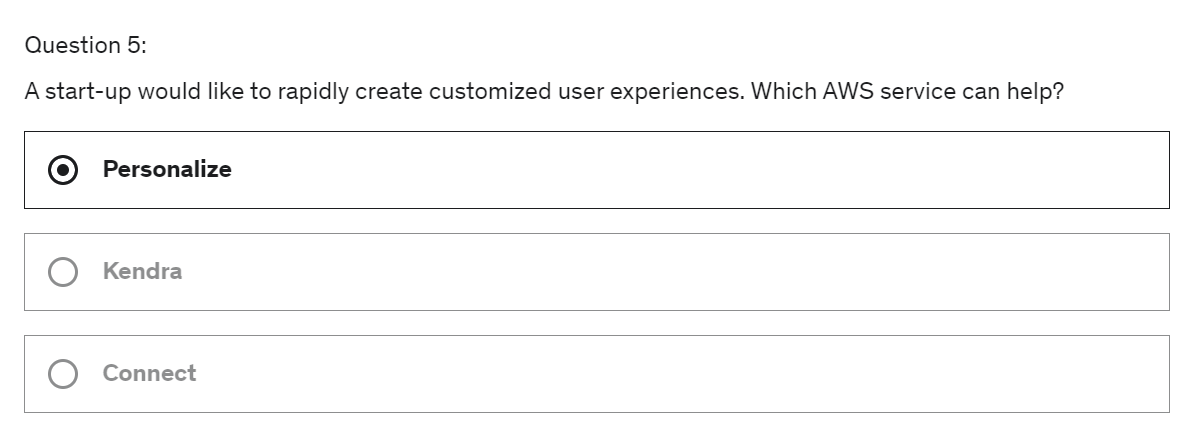 Question 5:
A start-up would like to rapidly create customized user experiences. Which AWS service can help?
Personalize
Kendra
Connect